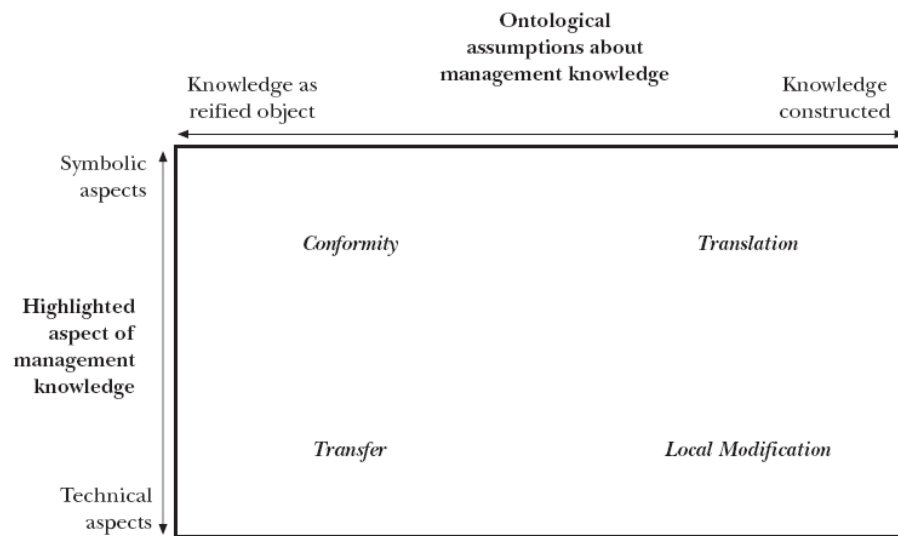 Ontological
assumptions about
management knowledge
Knowledge as
reified object
Knowledge
constructed
Symbolic
aspects
Conformity
Translation
Highlighted
aspect of
management
knowledge
Transfer
Local Modification
Technical
aspects